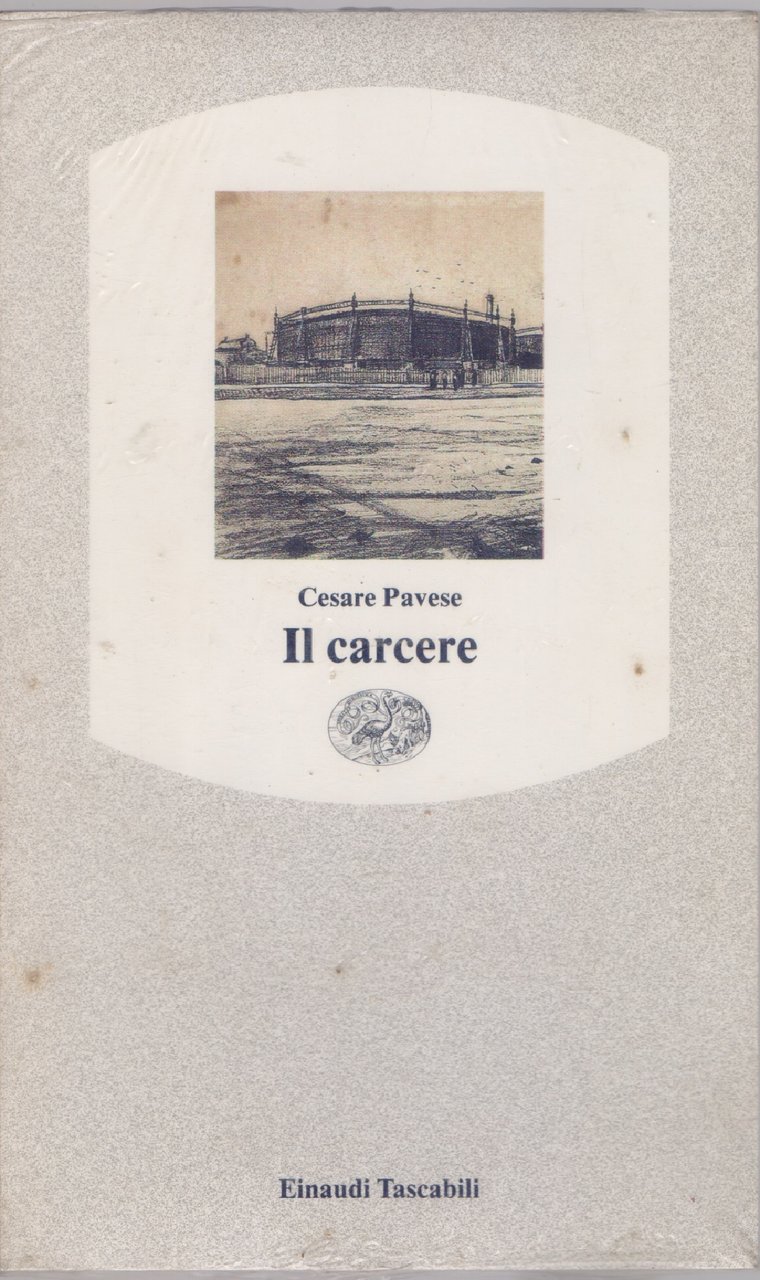 Cesare Pavese
Il carcere
Einaudi Tascabili